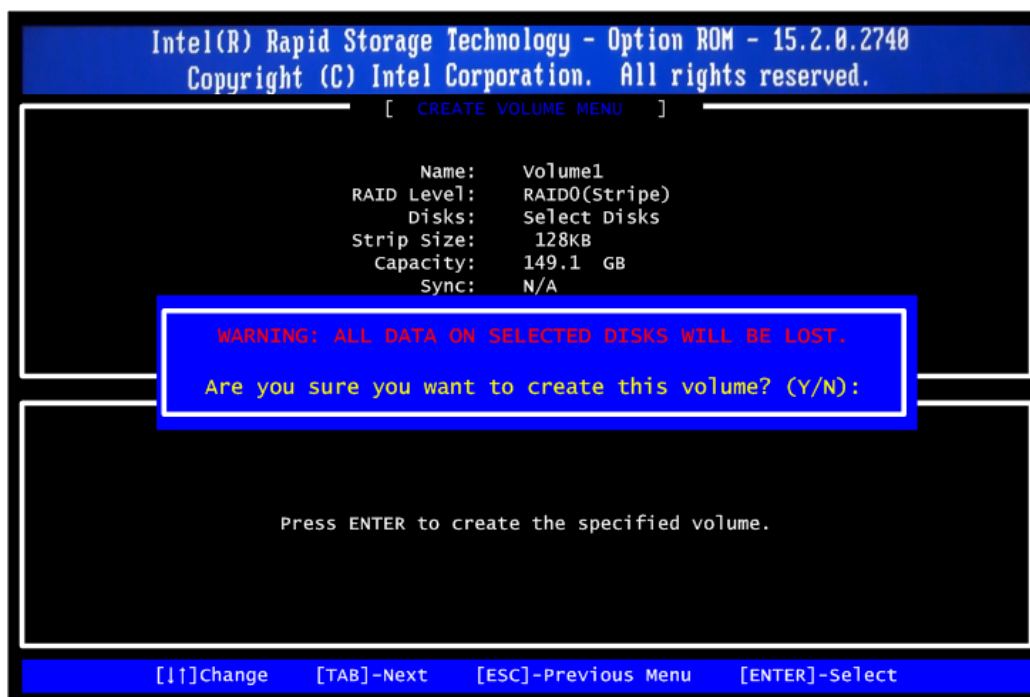 Intel(R) Rapid Storage Technology - Option ROM - 15.2.0.2740
Copyright (C) Intel Corporation. All rights reserved.
[ CREATE VOLUME MENU ]
Name: Volume1
RAID Level: RAID0(Stripe)
Disks: Select Disks
Strip Size: 128KB
Capacity: 149.1 GB
Sync: N/A
WARNING: ALL DATA ON SELECTED DISKS WILL BE LOST.
Are you sure you want to create this volume? (Y/N):
Press ENTER to create the specified volume.
[↓↑]Change [TAB]-Next [ESC]-Previous Menu [ENTER]-Select